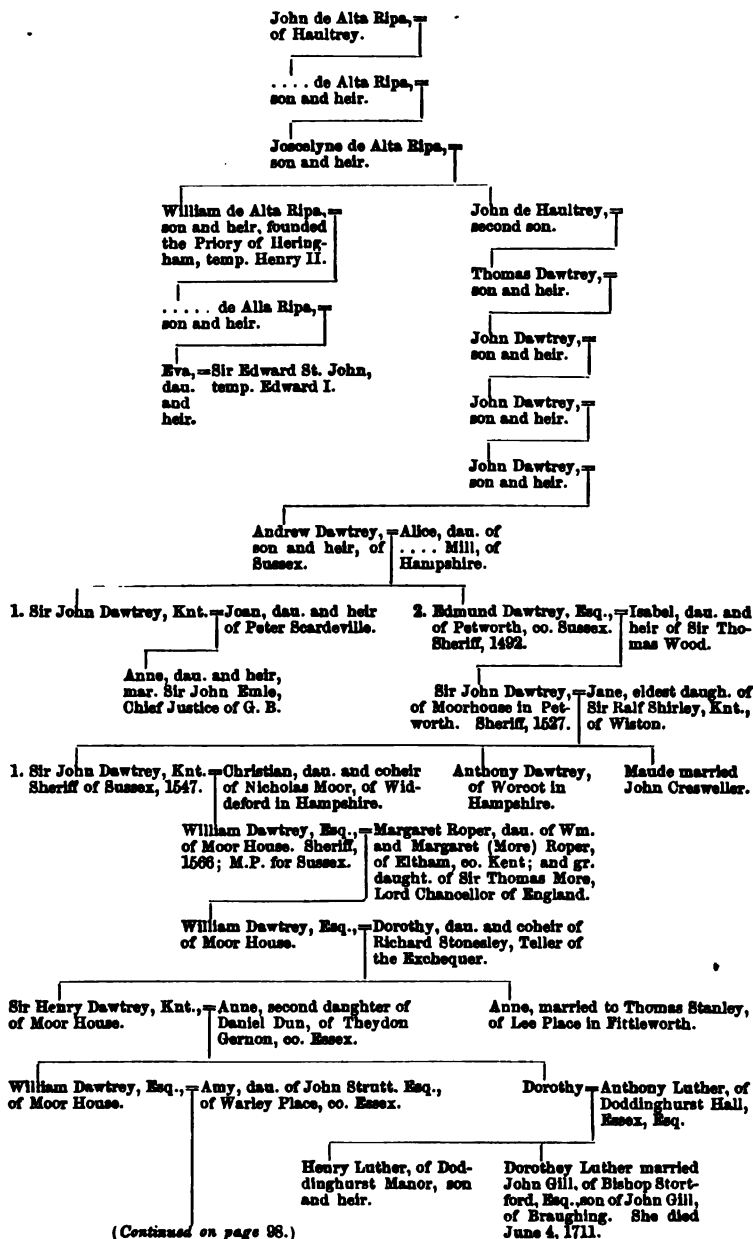 John de Alta Ripa,=
of Haultrey.
. . . . de Alta Ripa,=
son and heir.
Joscelyne de Alta Ripa,=
son and heir.
William de Alta Ripa,=
son and heir, founded
the Priory of Hering-
ham, temp. Henry II.
John de Haultrey,=
second son.
Thomas Dawtrey,=
son and heir.
. . . . . de Alla Ripa,=
son and heir.
John Dawtrey,=
son and heir.
Eva,=Sir Edward St. John,
dau. temp. Edward I.
and
heir.
John Dawtrey,=
son and heir.
John Dawtrey,=
son and heir.
Andrew Dawtrey,=Alice, dau. of
son and heir, of . . . . Mill, of
Sussex. Hampshire.
1. Sir John Dawtrey, Knt.=Joan, dau. and heir
of Peter Scardeville.
2. Edmund Dawtrey, Esq.,=Isabel, dau. and
of Petworth, co. Sussex. heir of Sir Tho-
Sheriff, 1492. mas Wood.
Anne, dau. and heir,
mar. Sir John Emle,
Chief Justice of G. B.
Sir John Dawtrey,=Jane, eldest daugh. of
of Moorhouse in Pet- Sir Ralf Shirley, Knt.,
worth. Sheriff, 1527. of Wiston.
1. Sir John Dawtrey, Knt.=Christian, dau. and coheir
Sheriff of Sussex, 1547. of Nicholas Moor, of Wid-
deford in Hampshire.
Anthony Dawtrey,
of Worcot in
Hampshire.
Maude married
John Cresweller.
William Dawtrey, Esq.,=Margaret Roper, dau. of Wm.
of Moor House. Sheriff, and Margaret (More) Roper,
1566; M.P. for Sussex. of Eltham, co. Kent; and gr.
daught. of Sir Thomas More,
Lord Chancellor of England.
William Dawtrey, Esq.,=Dorothy, dau. and coheir of
of Moor House. Richard Stonesley, Teller of
the Exchequer.
Sir Henry Dawtrey, Knt.,=Anne, second danghter of
of Moor House. Daniel Dun, of Theydon
Gernon, co. Essex.
Anne, married to Thomas Stanley,
of Lee Place in Fittleworth.
William Dawtrey, Esq.,=Amy, dau. of John Strutt. Esq.,
of Moor House. of Warley Place, co. Essex.
Dorothy=Anthony Luther, of
Doddinghurst Hall,
Essex, Esq.
Henry Luther, of Dod-
dinghurst Manor, son
and heir.
Dorothey Luther married
John Gill, of Bishop Stort-
ford, Esq., son of John Gill,
of Braughing. She died
June 4, 1711.
(Continued on page 98.)